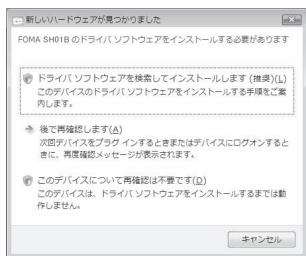 新しいハードウェアが見つかりました
FOMA SH01B のドライバ ソフトウェアをインストールする必要があります
ドライバ ソフトウェアを検索してインストールします (推奨)(L)
このデバイスのドライバ ソフトウェアをインストールする手順をご案
内します。
後で再確認します(A)
次回デバイスをプラグ インするときまたはデバイスにログオンすると
きに、再度確認メッセージが表示されます。
このデバイスについて再確認は不要です(D)
このデバイスは、ドライバ ソフトウェアをインストールするまでは動
作しません。
キャンセル